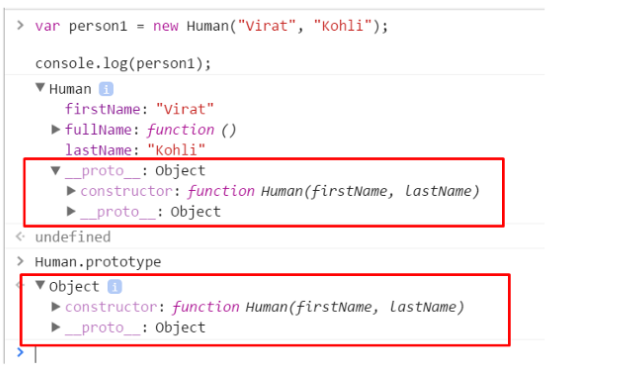 > var person1 = new Human("Virat", "Kohli");
console.log(person1);
▼Human i
firstName: "Virat"
▶fullName: function ()
lastName: "Kohli"
▼__proto__: Object
▶constructor: function Human(firstName, lastName)
▶__proto__: Object
< undefined
> Human.prototype
< ▼Object i
▶constructor: function Human(firstName, lastName)
▶__proto__: Object
>